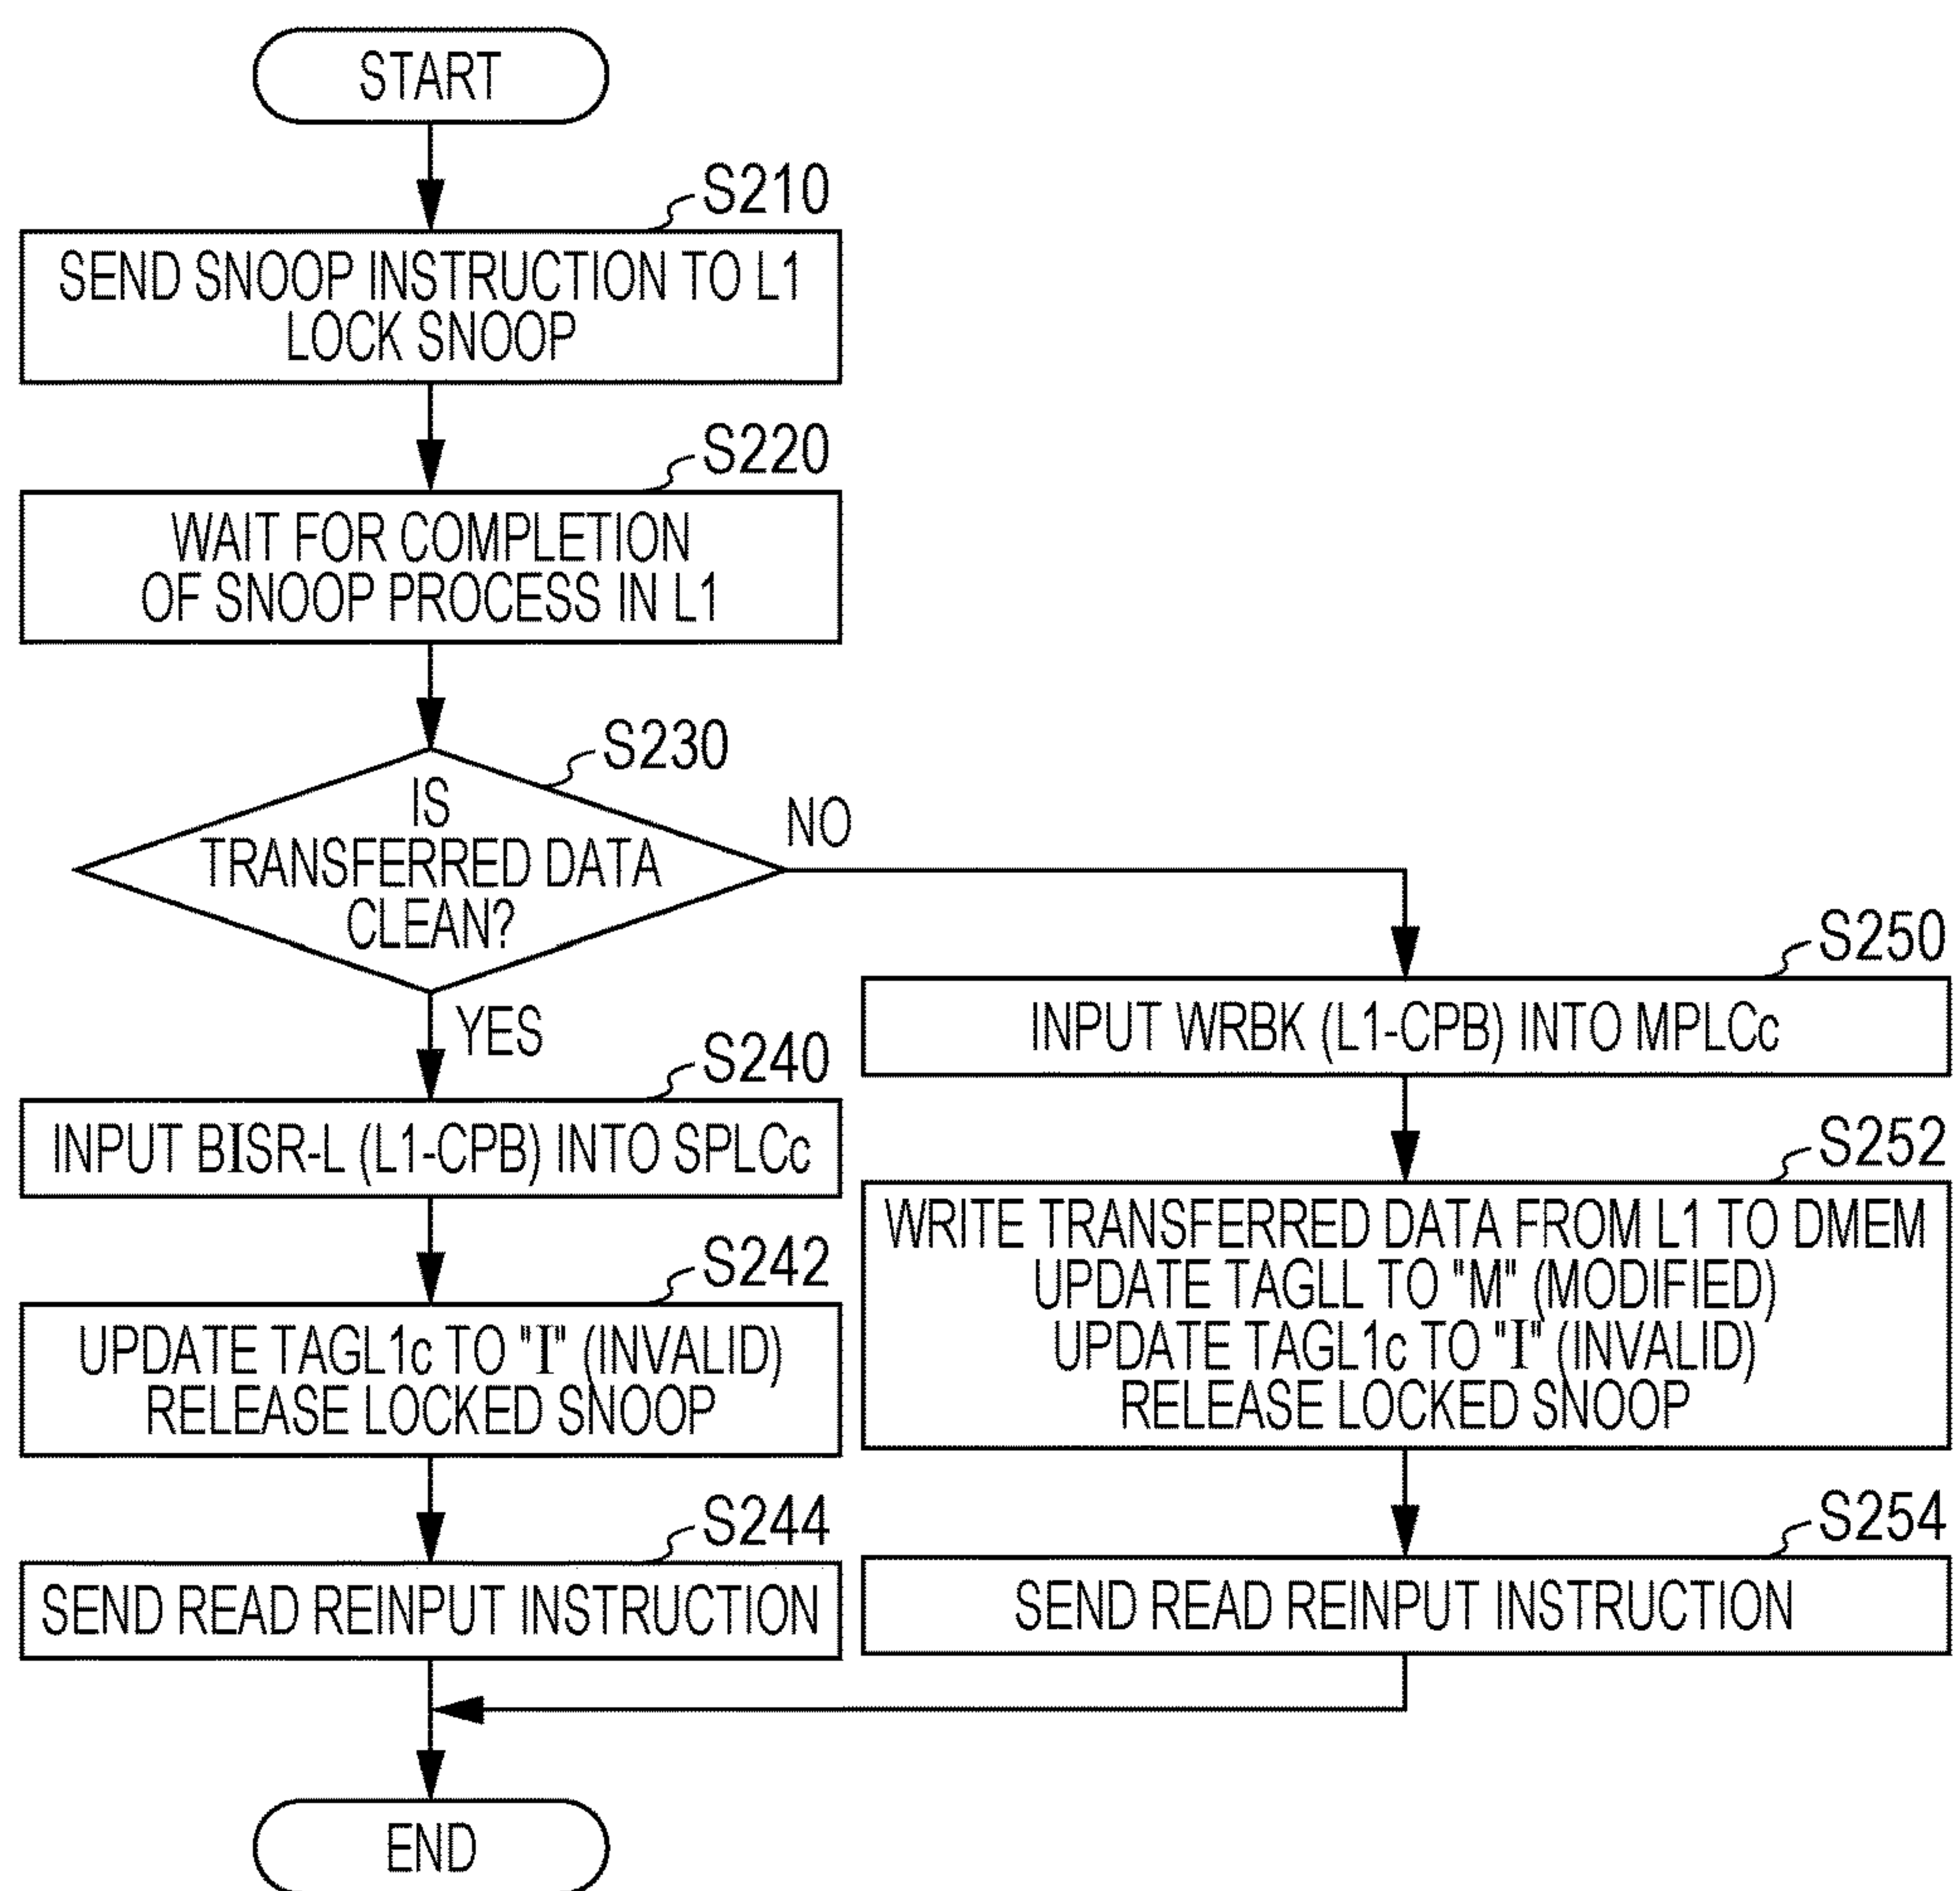 START
S210
SEND SNOOP INSTRUCTION TO L1
LOCK SNOOP
S220
WAIT FOR COMPLETION
OF SNOOP PROCESS IN L1
S230
IS
TRANSFERRED DATA
CLEAN?
NO
YES
S240
INPUT BISR-L (L1-CPB) INTO SPLCc
S242
UPDATE TAGL1c TO "I" (INVALID)
RELEASE LOCKED SNOOP
S244
SEND READ REINPUT INSTRUCTION
S250
INPUT WRBK (L1-CPB) INTO MPLCc
S252
WRITE TRANSFERRED DATA FROM L1 TO DMEM
UPDATE TAGLL TO "M" (MODIFIED)
UPDATE TAGL1c TO "I" (INVALID)
RELEASE LOCKED SNOOP
S254
SEND READ REINPUT INSTRUCTION
END